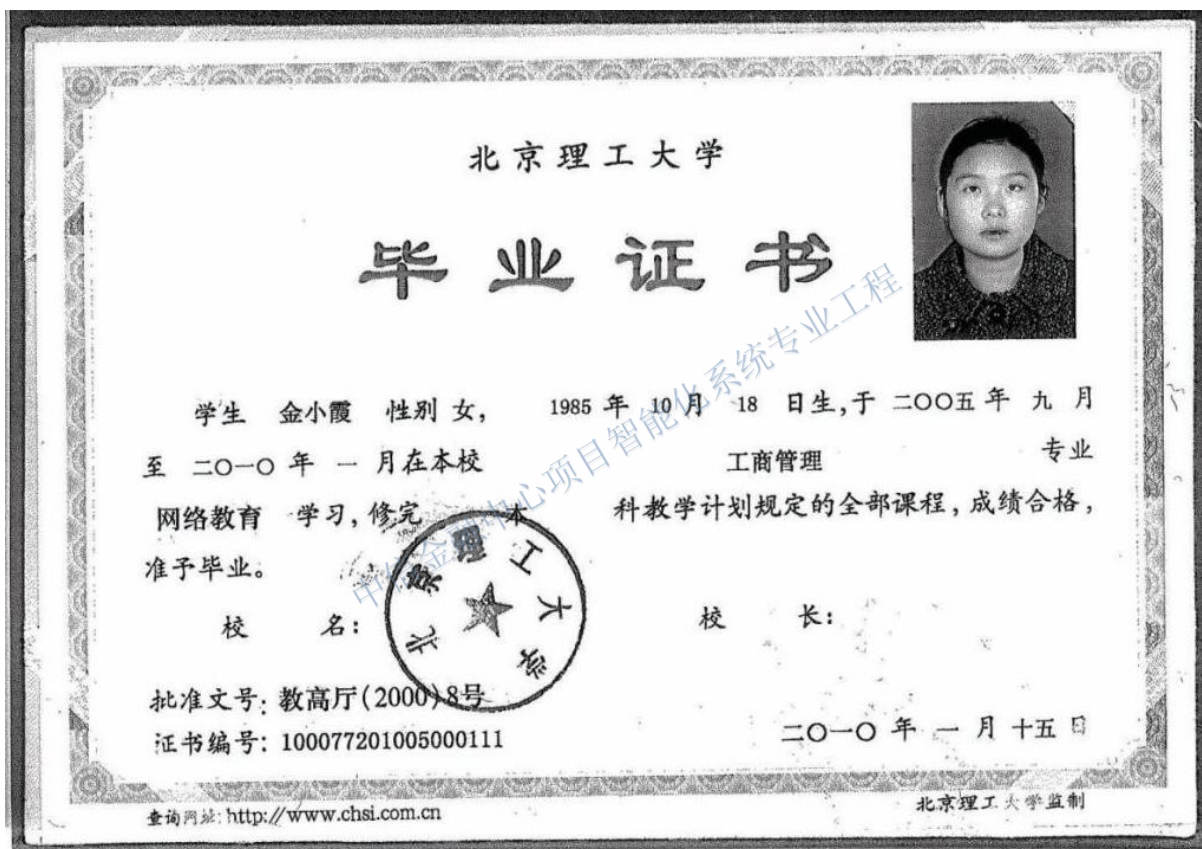 北京理工大学
毕业证书
学生 金小霞 性别 女, 1985 年 10 月 18 日生,于 二〇〇五 年 九 月
至 二〇一〇 年 一 月在本校 工商管理 专业
网络教育 学习,修完 本 科教学计划规定的全部课程,成绩合格,
准予毕业。
校 名: 校 长:
北京理工大学
批准文号: 教高厅(2000)8号
证书编号: 100077201005000111
二〇一〇 年 一 月 十五 日
查询网址: http://www.chsi.com.cn
北京理工大学监制
中心项目智能化系统专业工程